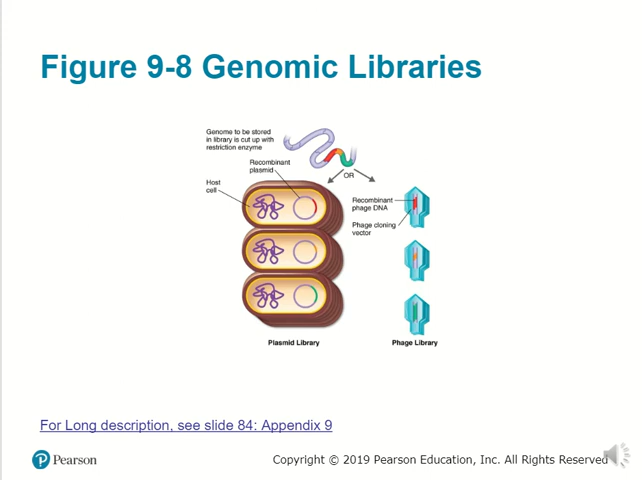 Figure 9-8 Genomic Libraries
Genome to be stored
in library is cut up with
restriction enzyme
Recombinant
plasmid
OR
Host
cell
Recombinant
phage DNA
Phage cloning
vector
Plasmid Library
Phage Library
For Long description, see slide 84: Appendix 9
Pearson
Copyright © 2019 Pearson Education, Inc. All Rights Reserved